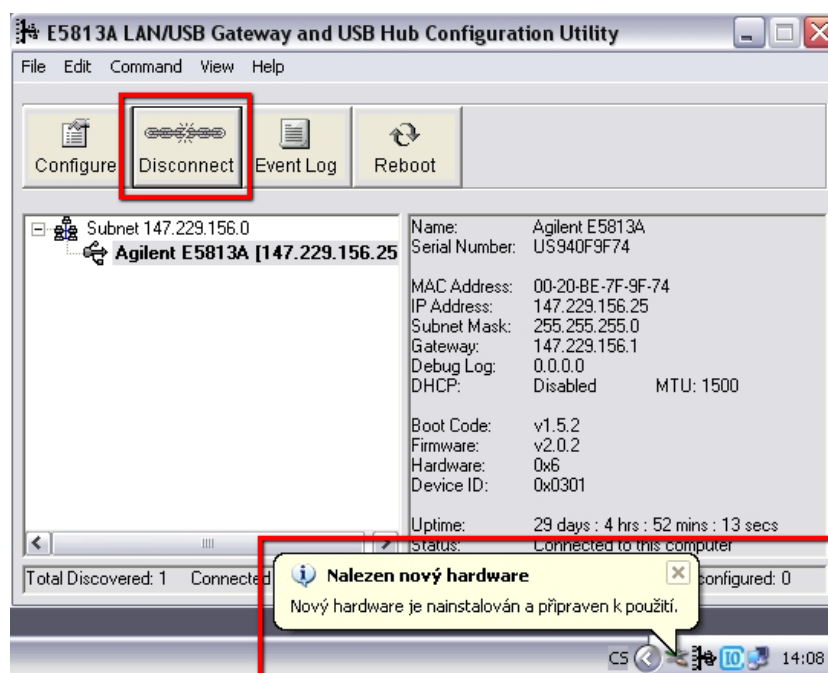 E5813A LAN/USB Gateway and USB Hub Configuration Utility
File Edit Command View Help
Configure Disconnect Event Log Reboot
Subnet 147.229.156.0
Agilent E5813A [147.229.156.25
Name: Agilent E5813A
Serial Number: US940F9F74
MAC Address: 00-20-BE-7F-9F-74
IP Address: 147.229.156.25
Subnet Mask: 255.255.255.0
Gateway: 147.229.156.1
Debug Log: 0.0.0.0
DHCP: Disabled MTU: 1500
Boot Code: v1.5.2
Firmware: v2.0.2
Hardware: 0x6
Device ID: 0x0301
Uptime: 29 days : 4 hrs : 52 mins : 13 secs
Status: Connected to this computer
Total Discovered: 1 Connected configured: 0
Nalezen nový hardware
Nový hardware je nainstalován a připraven k použití.
CS IO 14:08